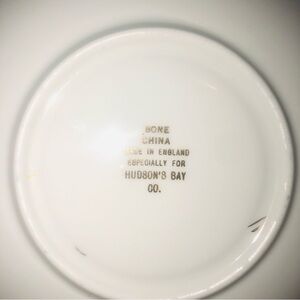 BONE
CHINA
MADE IN ENGLAND
ESPECIALLY FOR
HUDSON'S BAY
CO.